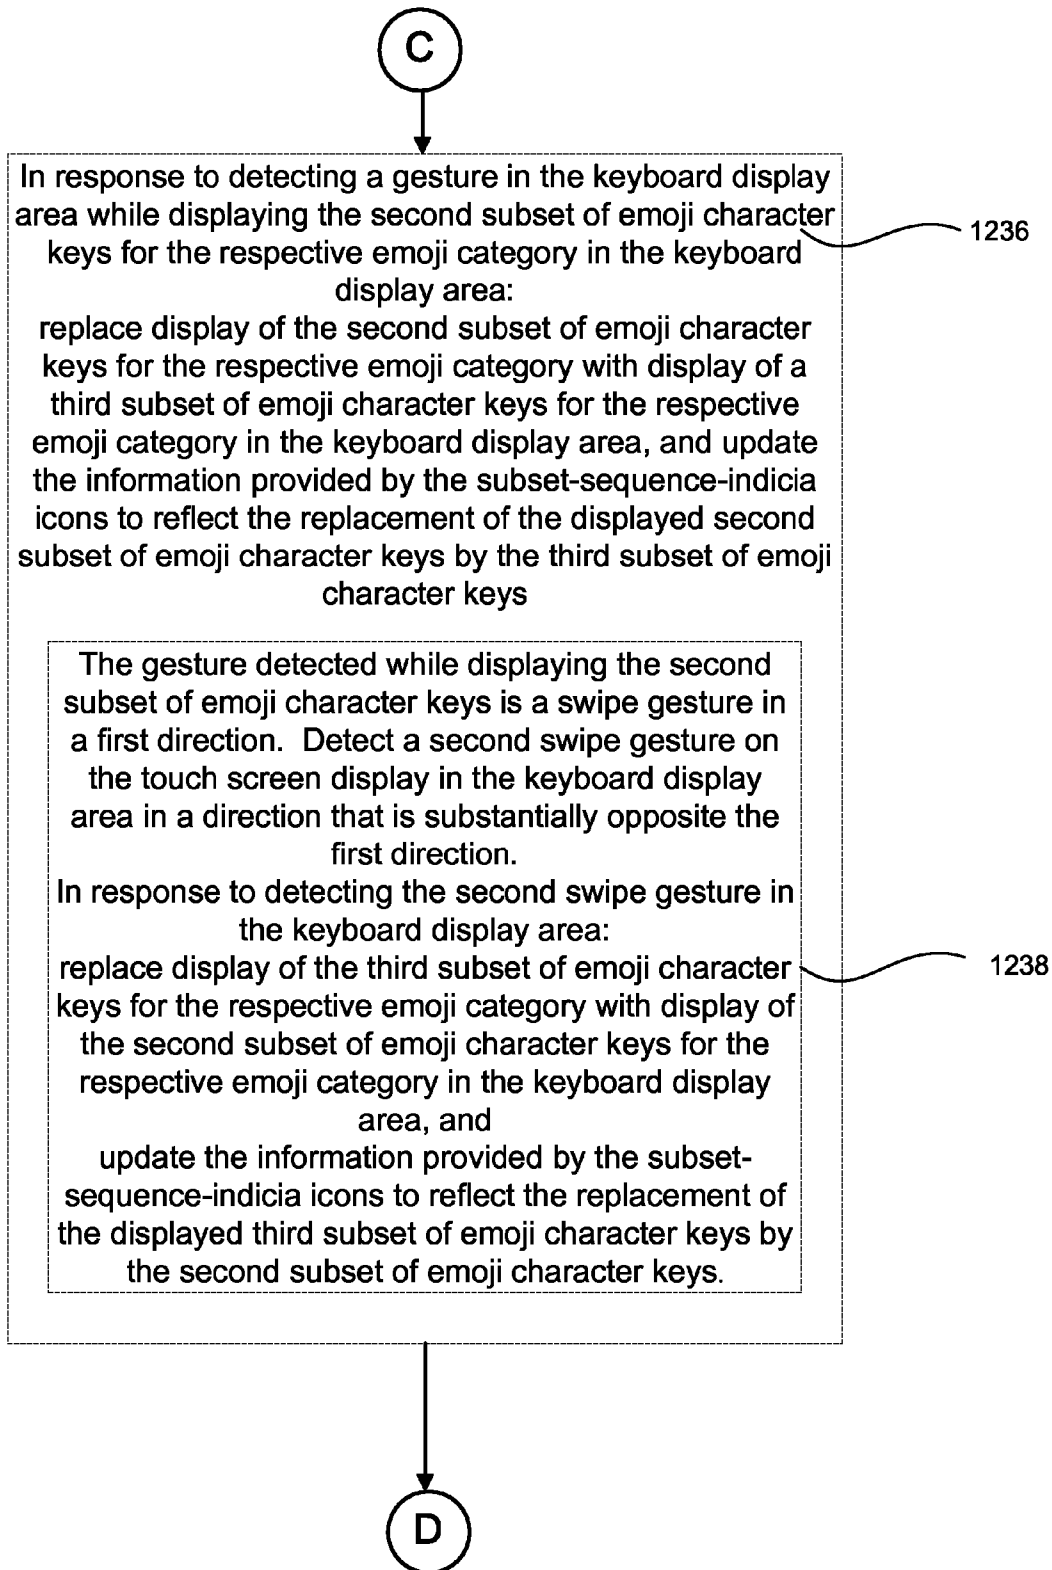 C
In response to detecting a gesture in the keyboard display
area while displaying the second subset of emoji character
keys for the respective emoji category in the keyboard
display area:
replace display of the second subset of emoji character
keys for the respective emoji category with display of a
third subset of emoji character keys for the respective
emoji category in the keyboard display area, and update
the information provided by the subset-sequence-indicia
icons to reflect the replacement of the displayed second
subset of emoji character keys by the third subset of emoji
character keys
1236
The gesture detected while displaying the second
subset of emoji character keys is a swipe gesture in
a first direction.  Detect a second swipe gesture on
the touch screen display in the keyboard display
area in a direction that is substantially opposite the
first direction.
In response to detecting the second swipe gesture in
the keyboard display area:
replace display of the third subset of emoji character
keys for the respective emoji category with display of
the second subset of emoji character keys for the
respective emoji category in the keyboard display
area, and
update the information provided by the subset-
sequence-indicia icons to reflect the replacement of
the displayed third subset of emoji character keys by
the second subset of emoji character keys.
1238
D